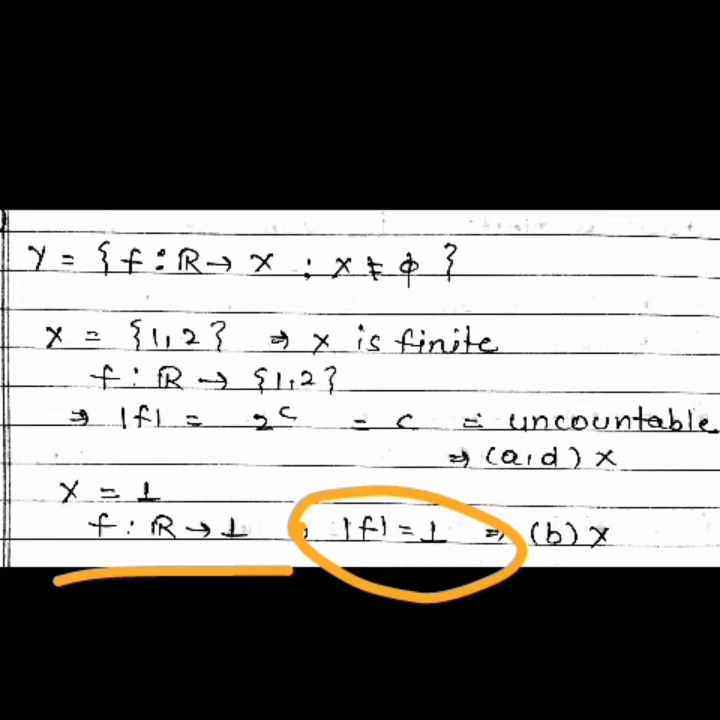 Y = { f : ℝ → X ; X ≠ ϕ }
X = {1,2} ⇒ X is finite
f : ℝ → {1,2}
⇒ |f| = 2^c = c = uncountable
⇒ (a,d) X
X = 1
f : ℝ → 1 , |f| = 1 ⇒ (b) X